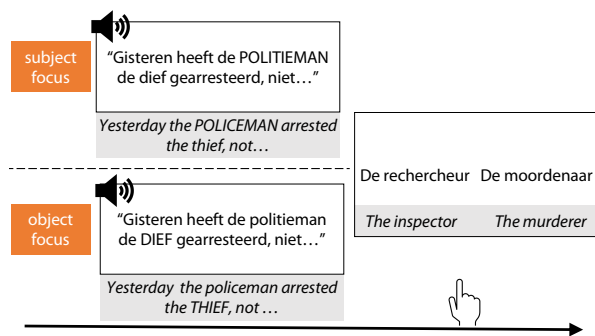 subject
focus
“Gisteren heeft de POLITIEMAN
de dief gearresteerd, niet…”
Yesterday the POLICEMAN arrested
the thief, not…
De rechercheur De moordenaar
The inspector The murderer
object
focus
“Gisteren heeft de politieman
de DIEF gearresteerd, niet…”
Yesterday the policeman arrested
the THIEF, not …